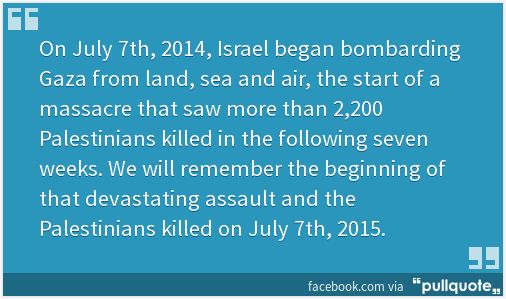 On July 7th, 2014, Israel began bombarding
Gaza from land, sea and air, the start of a
massacre that saw more than 2,200
Palestinians killed in the following seven
weeks. We will remember the beginning of
that devastating assault and the
Palestinians killed on July 7th, 2015.
facebook.com via “pullquote„